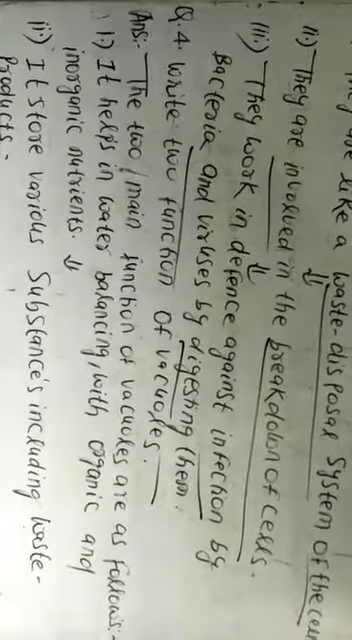 They are like a waste-disposal System of the cell
ii) They are involved in the breakdown of cells.
iii) They work in defence against infection by
Bacteria and viruses by digesting them.
Q.4. Write two function of vacuoles.
Ans:- The two main function of vacuoles are as follows:-
i) It helps in water balancing, with organic and
inorganic nutrients.
ii) It store various Substance's including waste-
Products-